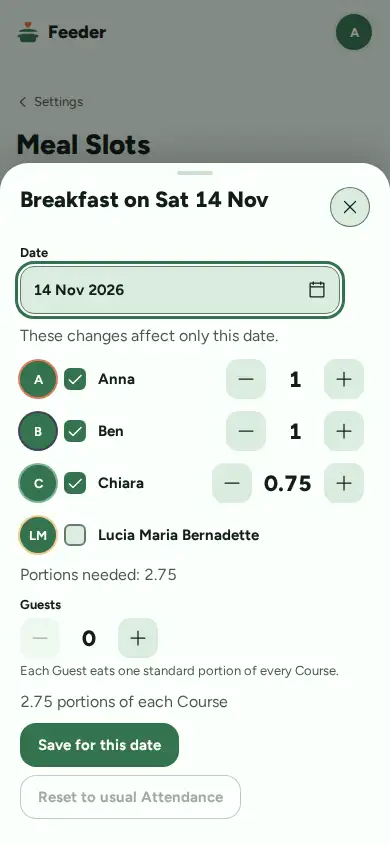 Feeder
A
Settings
Meal Slots
Breakfast on Sat 14 Nov
Date
14 Nov 2026
These changes affect only this date.
A Anna 1
B Ben 1
C Chiara 0.75
LM Lucia Maria Bernadette
Portions needed: 2.75
Guests
0
Each Guest eats one standard portion of every Course.
2.75 portions of each Course
Save for this date
Reset to usual Attendance